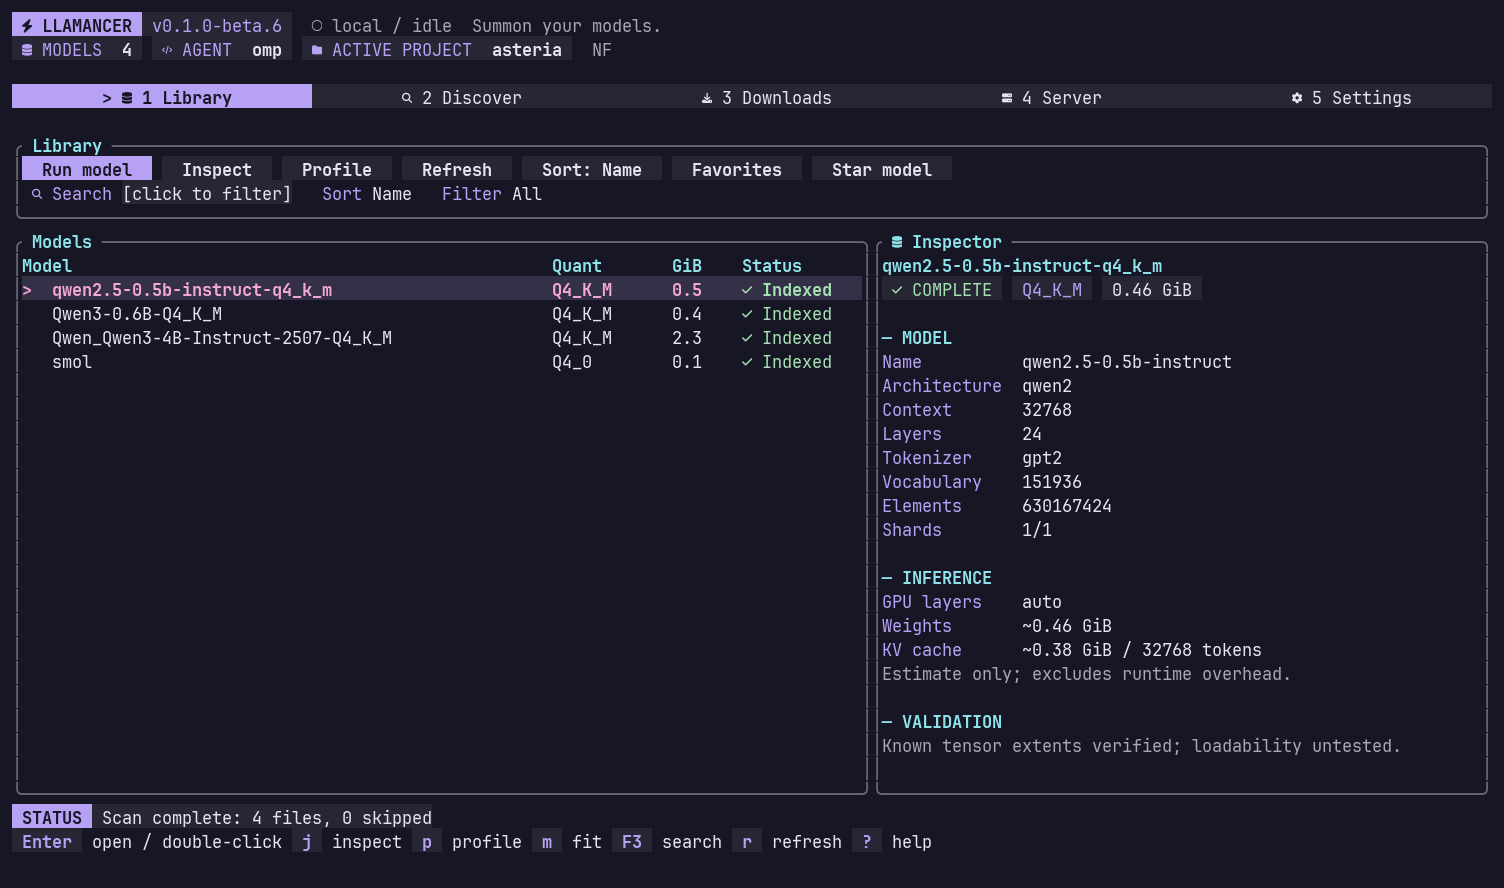 LLAMANCER v0.1.0-beta.6 local / idle Summon your models.
MODELS 4 AGENT omp ACTIVE PROJECT asteria NF
> 1 Library 2 Discover 3 Downloads 4 Server 5 Settings
Library
Run model Inspect Profile Refresh Sort: Name Favorites Star model
Search [click to filter] Sort Name Filter All
Models
Model Quant GiB Status
> qwen2.5-0.5b-instruct-q4_k_m Q4_K_M 0.5 ✓ Indexed
Qwen3-0.6B-Q4_K_M Q4_K_M 0.4 ✓ Indexed
Qwen_Qwen3-4B-Instruct-2507-Q4_K_M Q4_K_M 2.3 ✓ Indexed
smol Q4_0 0.1 ✓ Indexed
Inspector
qwen2.5-0.5b-instruct-q4_k_m
✓ COMPLETE Q4_K_M 0.46 GiB
— MODEL
Name qwen2.5-0.5b-instruct
Architecture qwen2
Context 32768
Layers 24
Tokenizer gpt2
Vocabulary 151936
Elements 630167424
Shards 1/1
— INFERENCE
GPU layers auto
Weights ~0.46 GiB
KV cache ~0.38 GiB / 32768 tokens
Estimate only; excludes runtime overhead.
— VALIDATION
Known tensor extents verified; loadability untested.
STATUS Scan complete: 4 files, 0 skipped
Enter open / double-click j inspect p profile m fit F3 search r refresh ? help